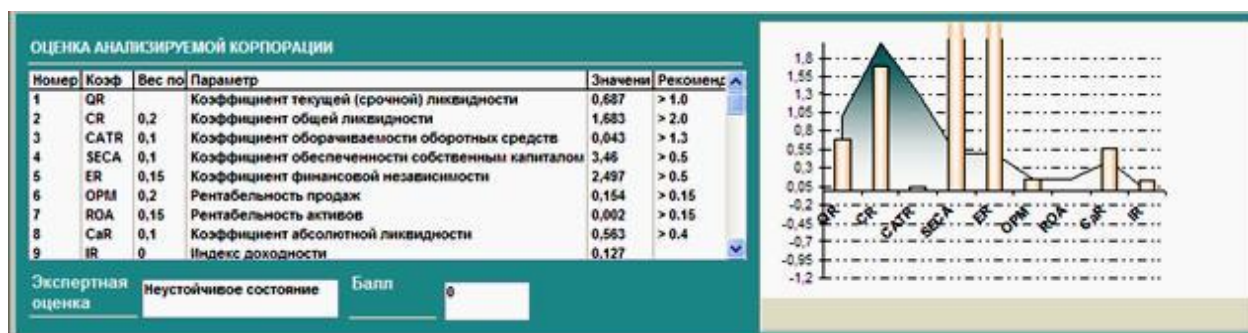 ОЦЕНКА АНАЛИЗИРУЕМОЙ КОРПОРАЦИИ
Номер Коэф Вес по Параметр Значени Рекоменд
1 QR Коэффициент текущей (срочной) ликвидности 0,687 > 1.0
2 CR 0,2 Коэффициент общей ликвидности 1,683 > 2.0
3 CATR 0,1 Коэффициент оборачиваемости оборотных средств 0,043 > 1.3
4 SECA 0,1 Коэффициент обеспеченности собственным капиталом 3,46 > 0.5
5 ER 0,15 Коэффициент финансовой независимости 2,497 > 0.5
6 OPM 0,2 Рентабельность продаж 0,154 > 0.15
7 ROA 0,15 Рентабельность активов 0,002 > 0.15
8 CaR 0,1 Коэффициент абсолютной ликвидности 0,563 > 0.4
9 IR 0 Индекс доходности 0,127
Экспертная оценка
Неустойчивое состояние
Балл
0
1,8
1,55
1,3
1,05
0,8
0,55
0,3
0,05
-0,2
-0,45
-0,7
-0,95
-1,2
QR CR CATR SECA ER OPM ROA CaR IR